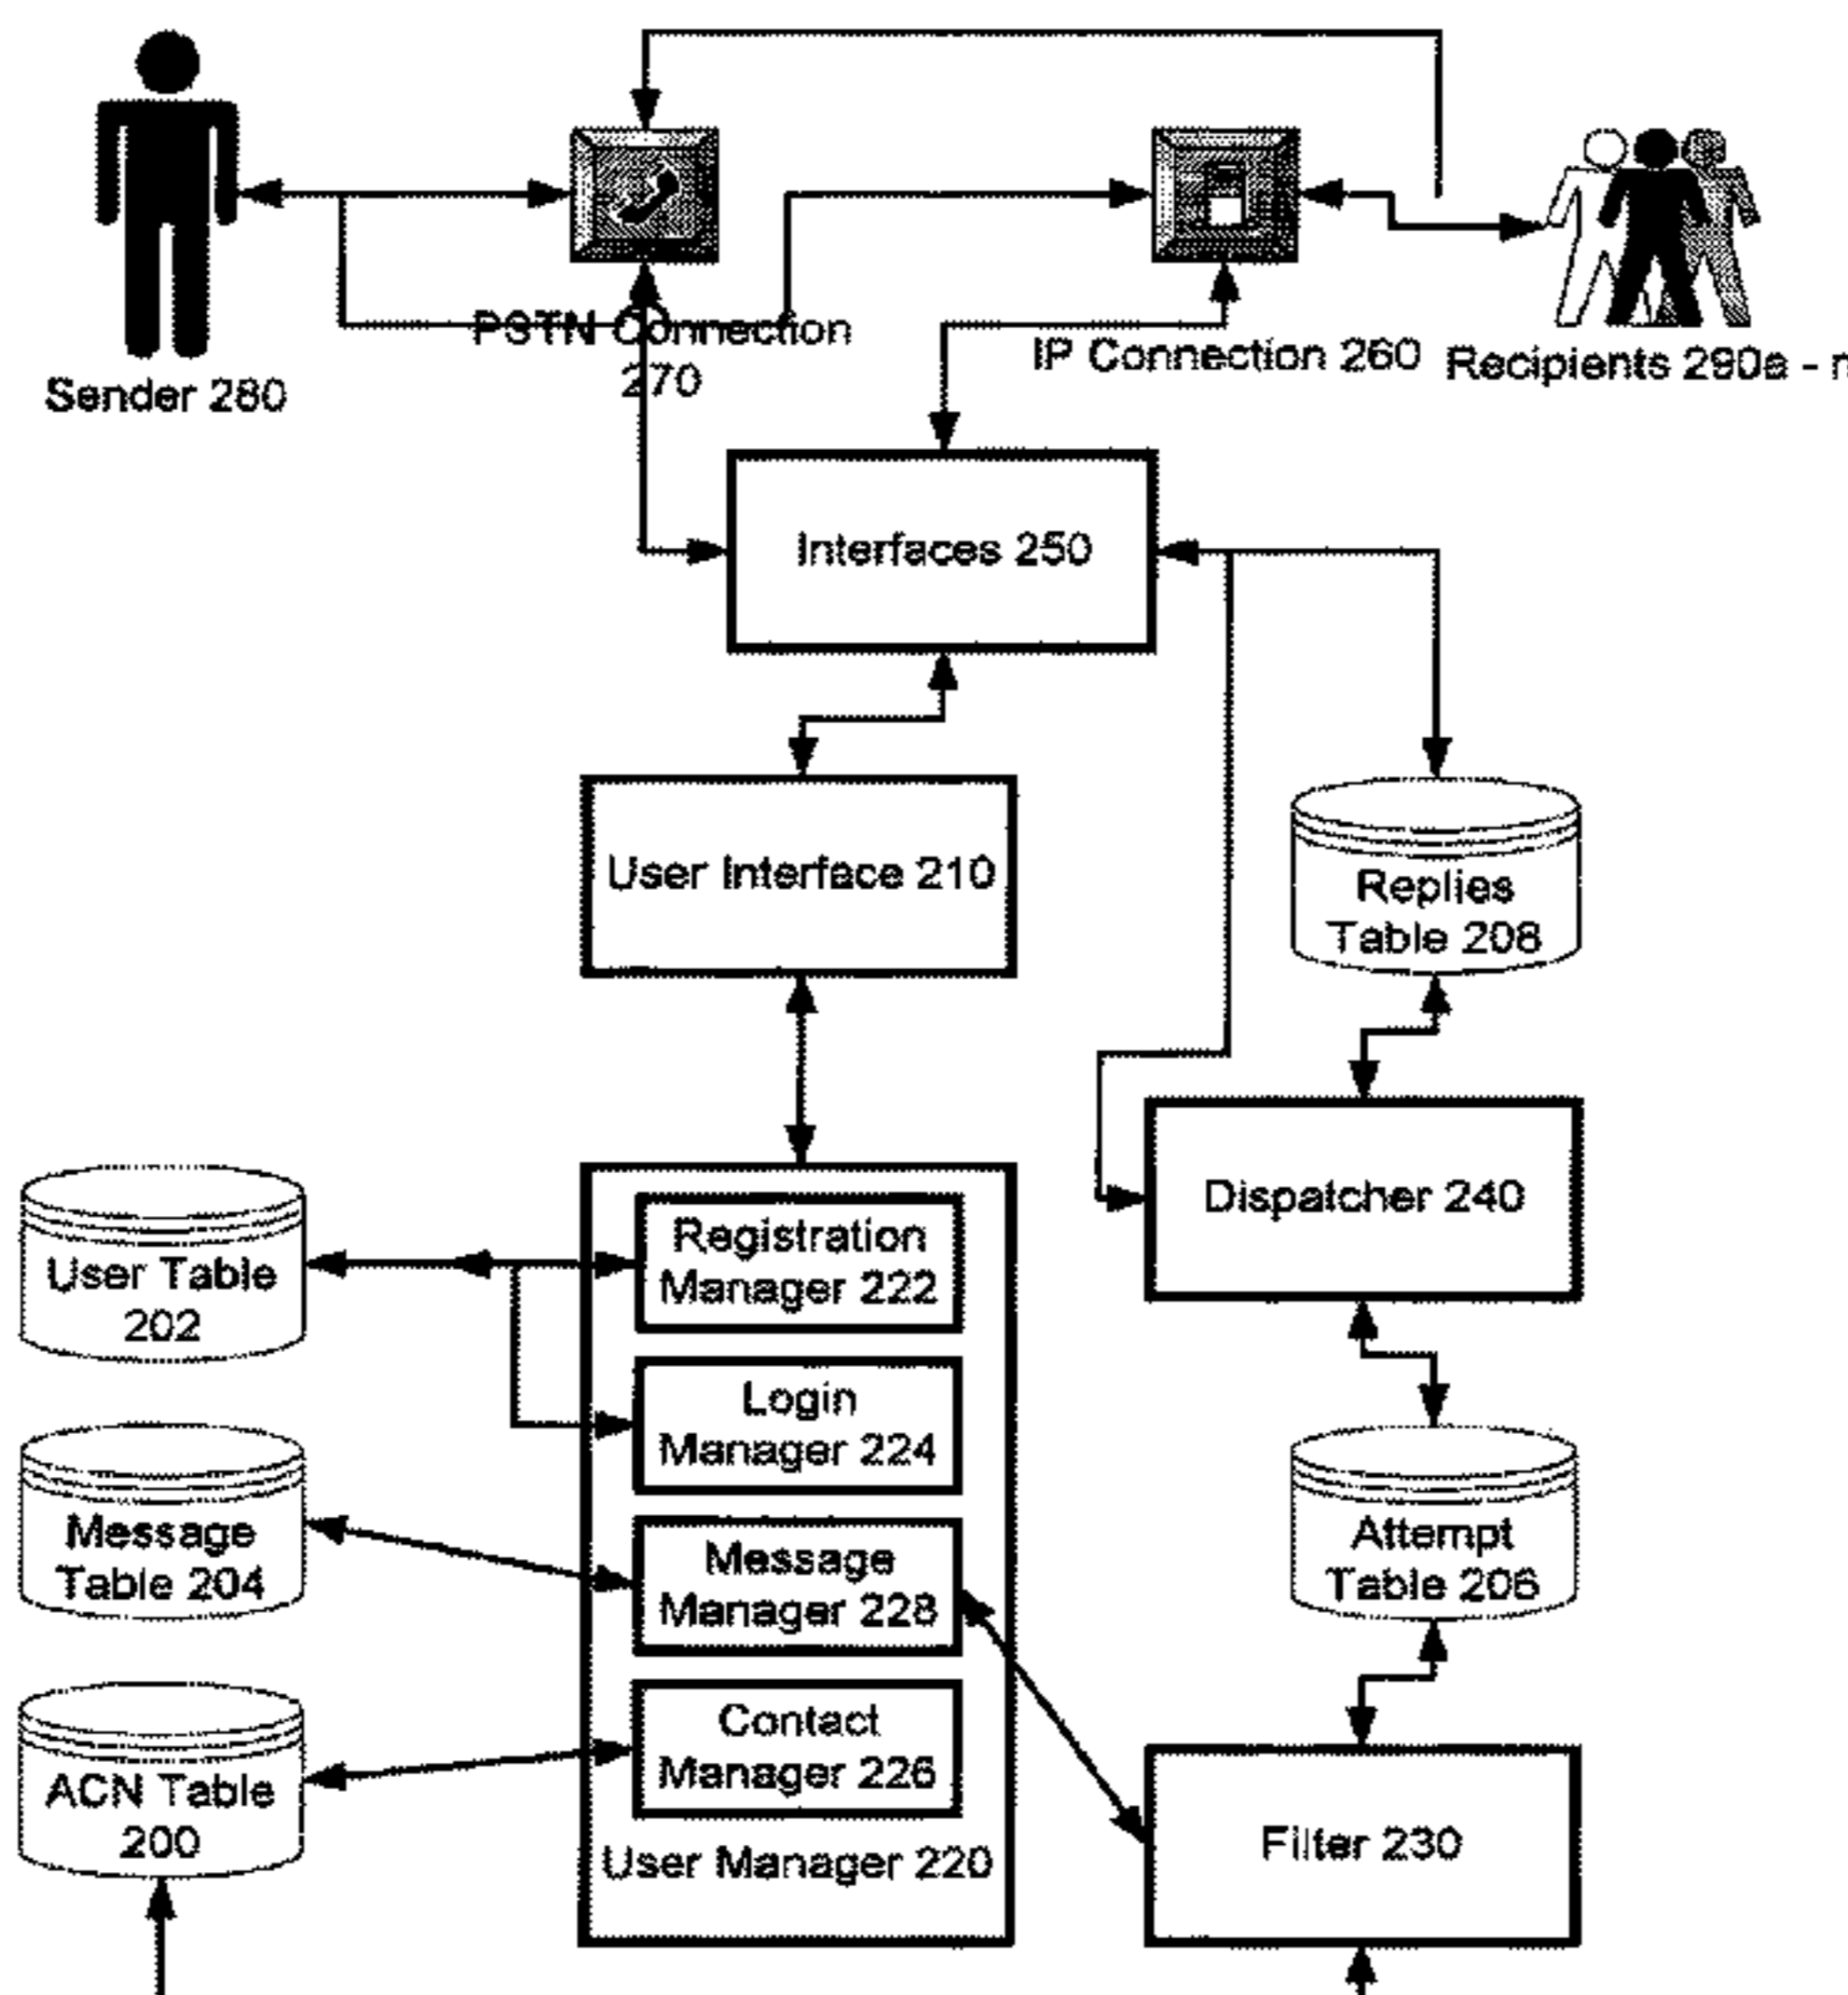 PSTN Connection
270
IP Connection 260
Recipients 290a - n
Sender 280
Interfaces 250
User Interface 210
Replies
Table 208
Dispatcher 240
User Table
202
Registration
Manager 222
Login
Manager 224
Message
Table 204
Message
Manager 228
Attempt
Table 206
ACN Table
200
Contact
Manager 226
User Manager 220
Filter 230